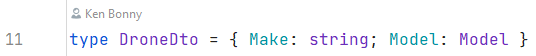 Ken Bonny
11 type DroneDto = { Make: string; Model: Model }